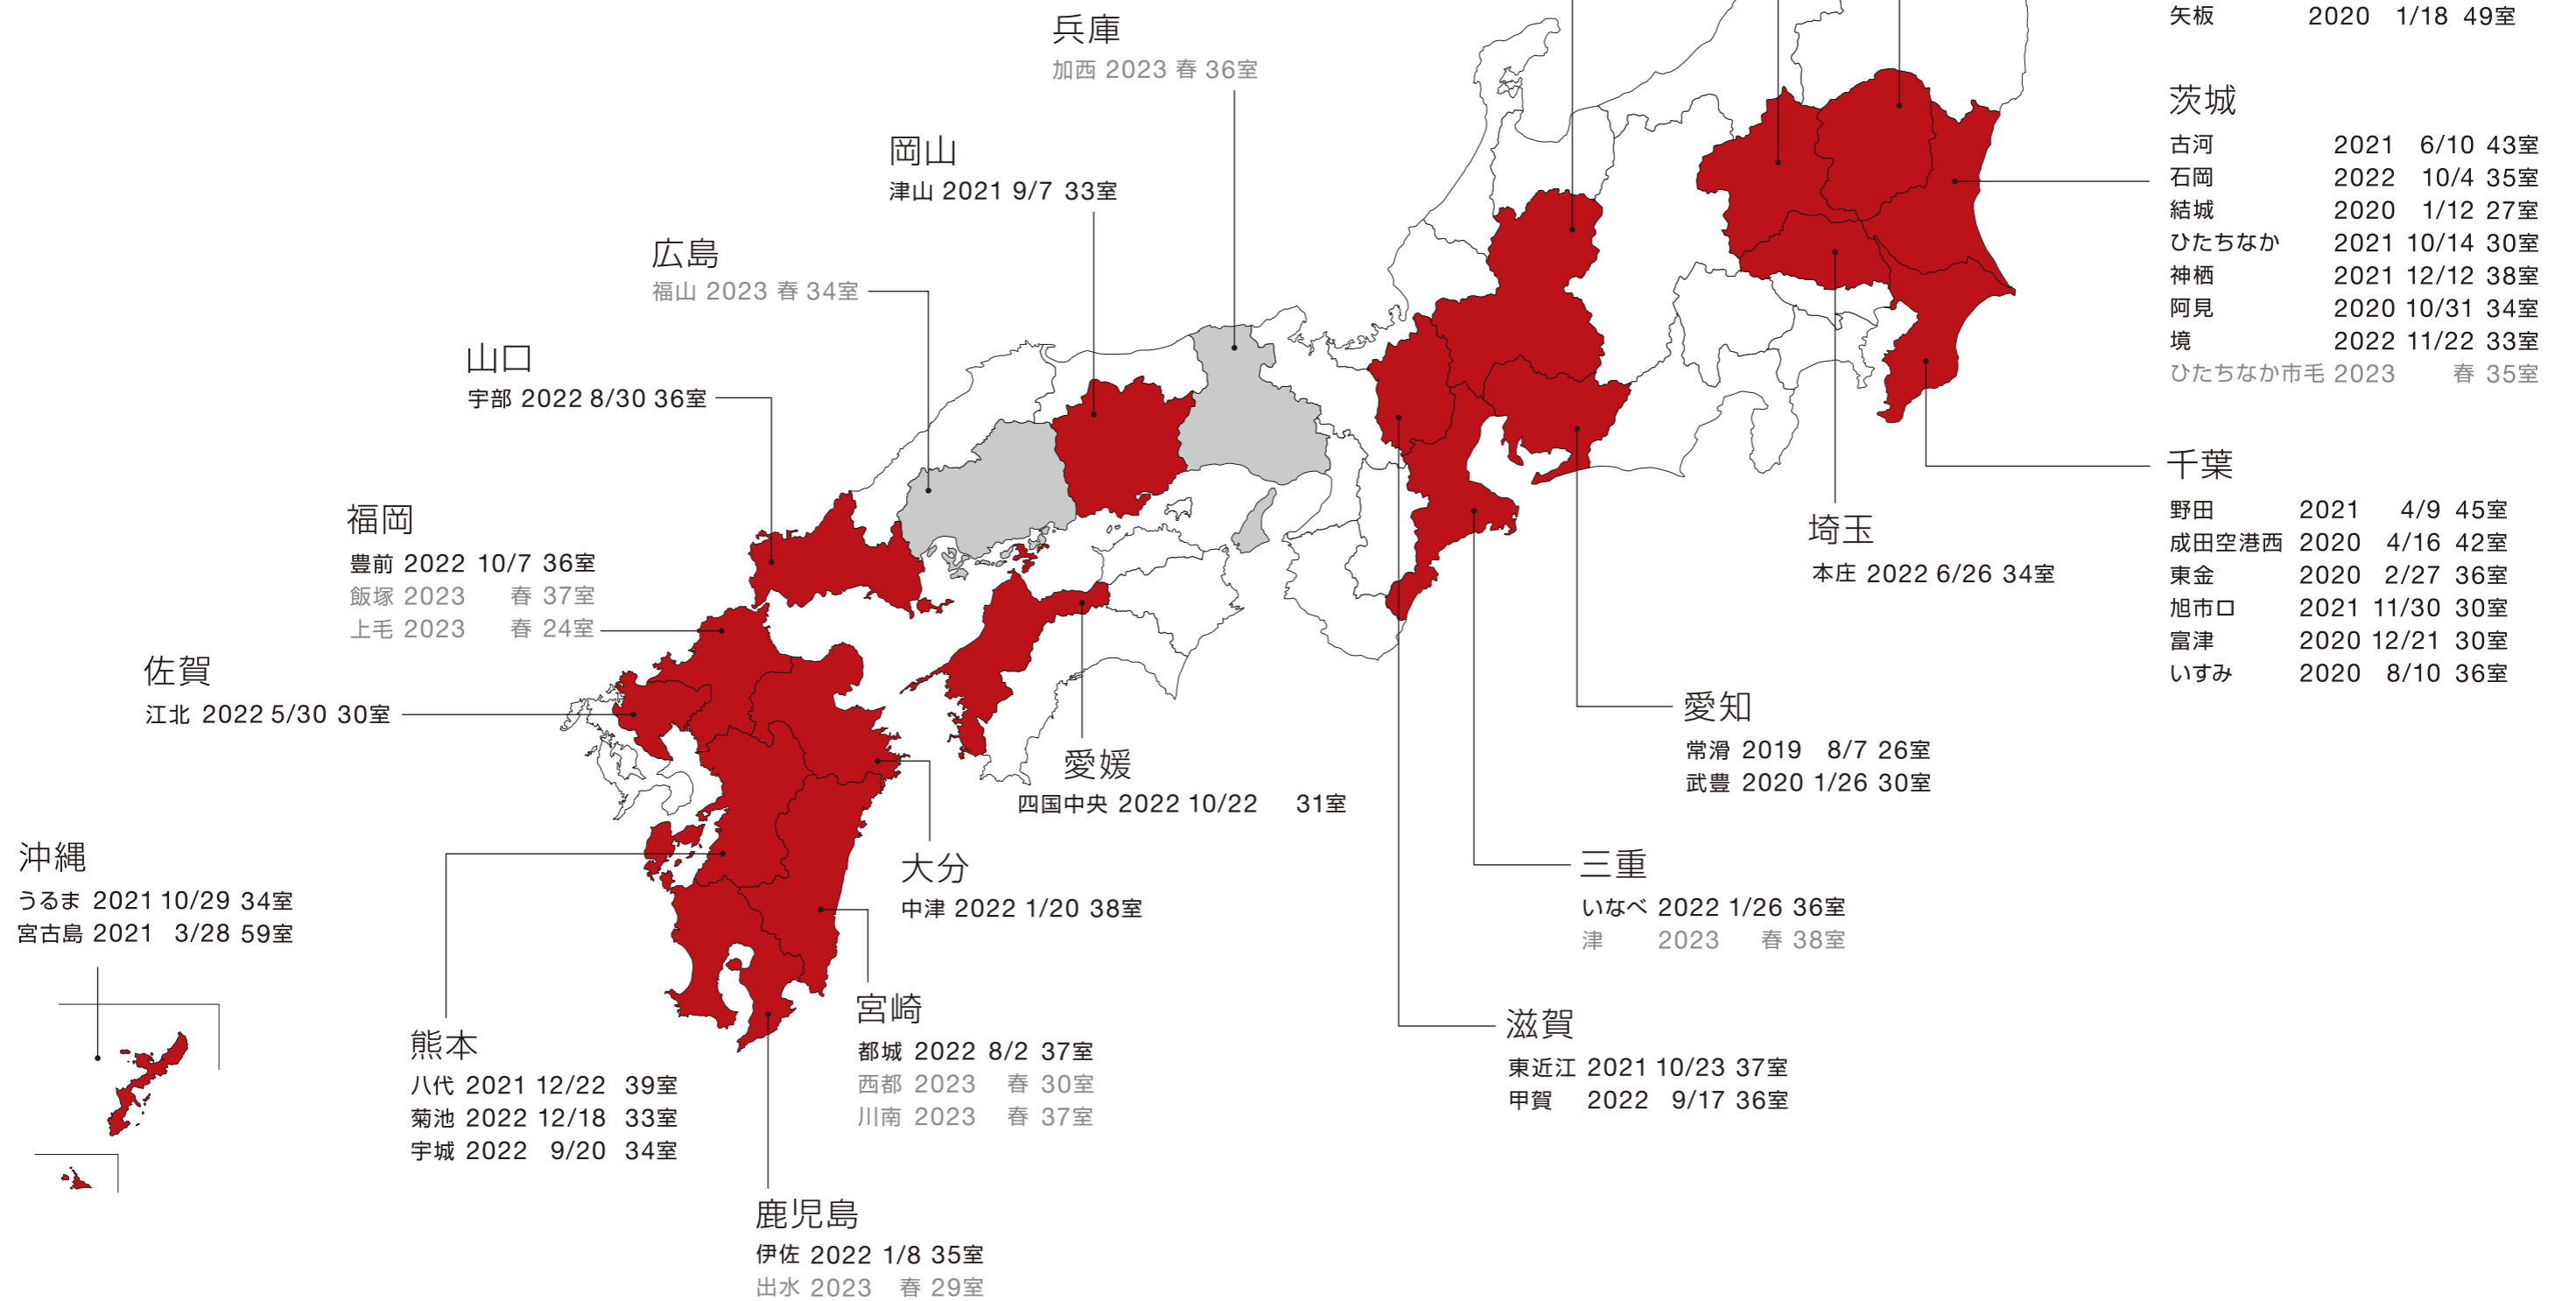 矢板 2020 1/18 49室
兵庫
加西 2023 春 36室
茨城
古河 2021 6/10 43室
石岡 2022 10/4 35室
結城 2020 1/12 27室
ひたちなか 2021 10/14 30室
神栖 2021 12/12 38室
阿見 2020 10/31 34室
境 2022 11/22 33室
ひたちなか市毛 2023 春 35室
岡山
津山 2021 9/7 33室
広島
福山 2023 春 34室
山口
宇部 2022 8/30 36室
千葉
野田 2021 4/9 45室
成田空港西 2020 4/16 42室
東金 2020 2/27 36室
旭市ロ 2021 11/30 30室
富津 2020 12/21 30室
いすみ 2020 8/10 36室
福岡
豊前 2022 10/7 36室
飯塚 2023 春 37室
上毛 2023 春 24室
埼玉
本庄 2022 6/26 34室
佐賀
江北 2022 5/30 30室
愛知
常滑 2019 8/7 26室
武豊 2020 1/26 30室
愛媛
四国中央 2022 10/22 31室
沖縄
うるま 2021 10/29 34室
宮古島 2021 3/28 59室
大分
中津 2022 1/20 38室
三重
いなべ 2022 1/26 36室
津 2023 春 38室
宮崎
都城 2022 8/2 37室
西都 2023 春 30室
川南 2023 春 37室
滋賀
東近江 2021 10/23 37室
甲賀 2022 9/17 36室
熊本
八代 2021 12/22 39室
菊池 2022 12/18 33室
宇城 2022 9/20 34室
鹿児島
伊佐 2022 1/8 35室
出水 2023 春 29室